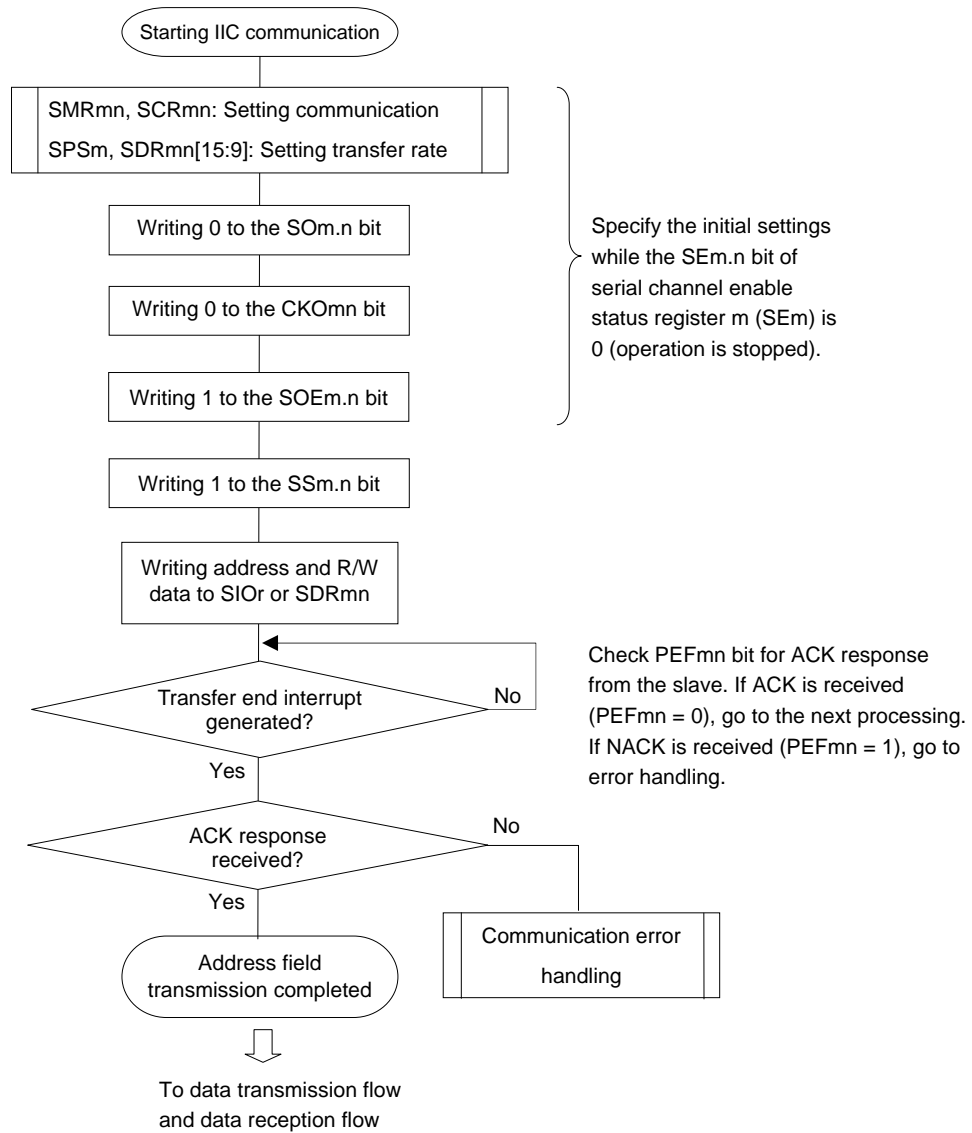 Starting IIC communication
SMRmn, SCRmn: Setting communication
SPSm, SDRmn[15:9]: Setting transfer rate
Writing 0 to the SOm.n bit
Writing 0 to the CKOmn bit
Writing 1 to the SOEm.n bit
Specify the initial settings
while the SEm.n bit of
serial channel enable
status register m (SEm) is
0 (operation is stopped).
Writing 1 to the SSm.n bit
Writing address and R/W
data to SIOr or SDRmn
Transfer end interrupt
generated?
No
Yes
Check PEFmn bit for ACK response
from the slave. If ACK is received
(PEFmn = 0), go to the next processing.
If NACK is received (PEFmn = 1), go to
error handling.
ACK response
received?
No
Yes
Communication error
handling
Address field
transmission completed
To data transmission flow
and data reception flow